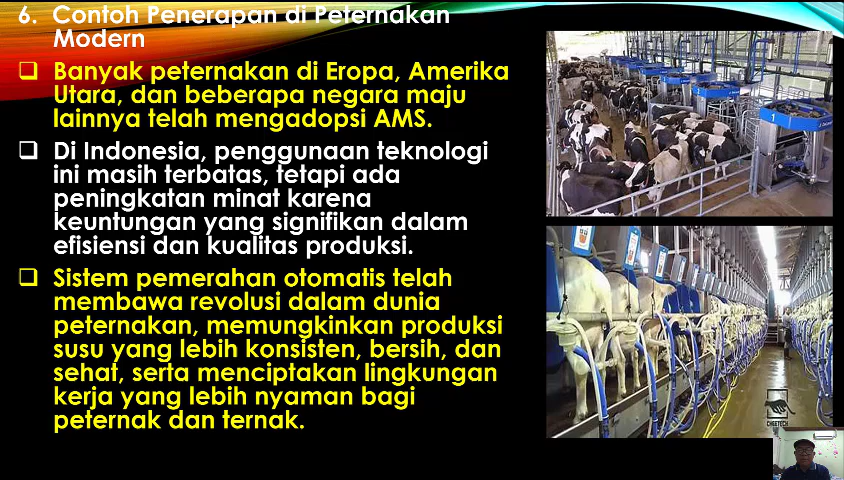 6. Contoh Penerapan di Peternakan
Modern
Banyak peternakan di Eropa, Amerika
Utara, dan beberapa negara maju
lainnya telah mengadopsi AMS.
Di Indonesia, penggunaan teknologi
ini masih terbatas, tetapi ada
peningkatan minat karena
keuntungan yang signifikan dalam
efisiensi dan kualitas produksi.
Sistem pemerahan otomatis telah
membawa revolusi dalam dunia
peternakan, memungkinkan produksi
susu yang lebih konsisten, bersih, dan
sehat, serta menciptakan lingkungan
kerja yang lebih nyaman bagi
peternak dan ternak.
1
CHEETECH